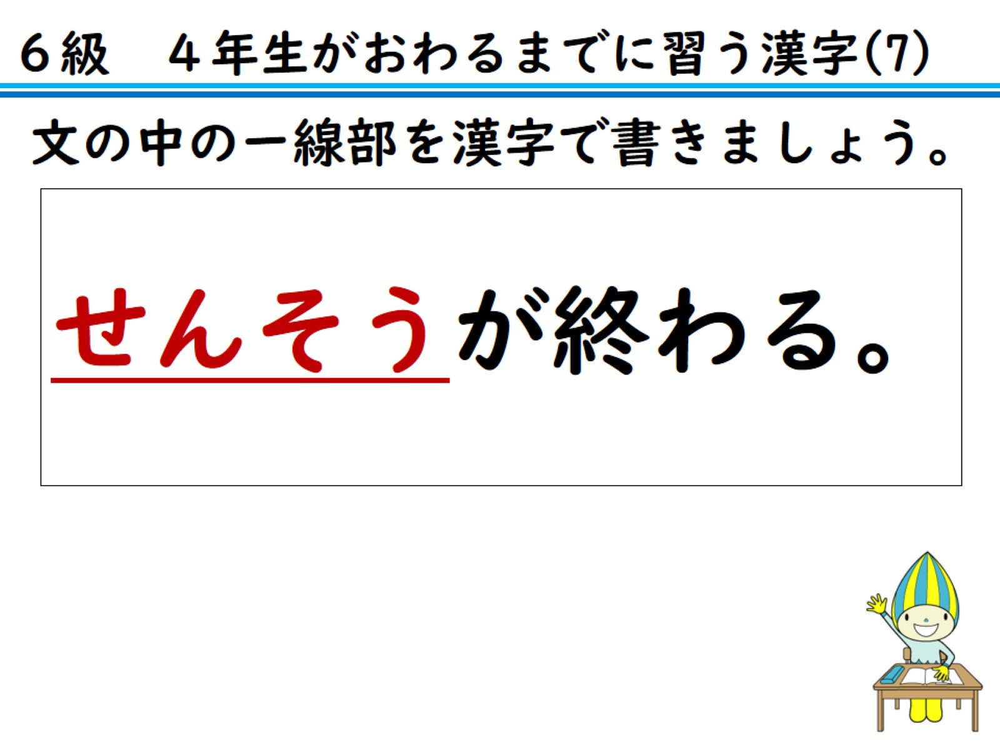 ６級　４年生がおわるまでに習う漢字(7)
文の中の―線部を漢字で書きましょう。
せんそうが終わる。